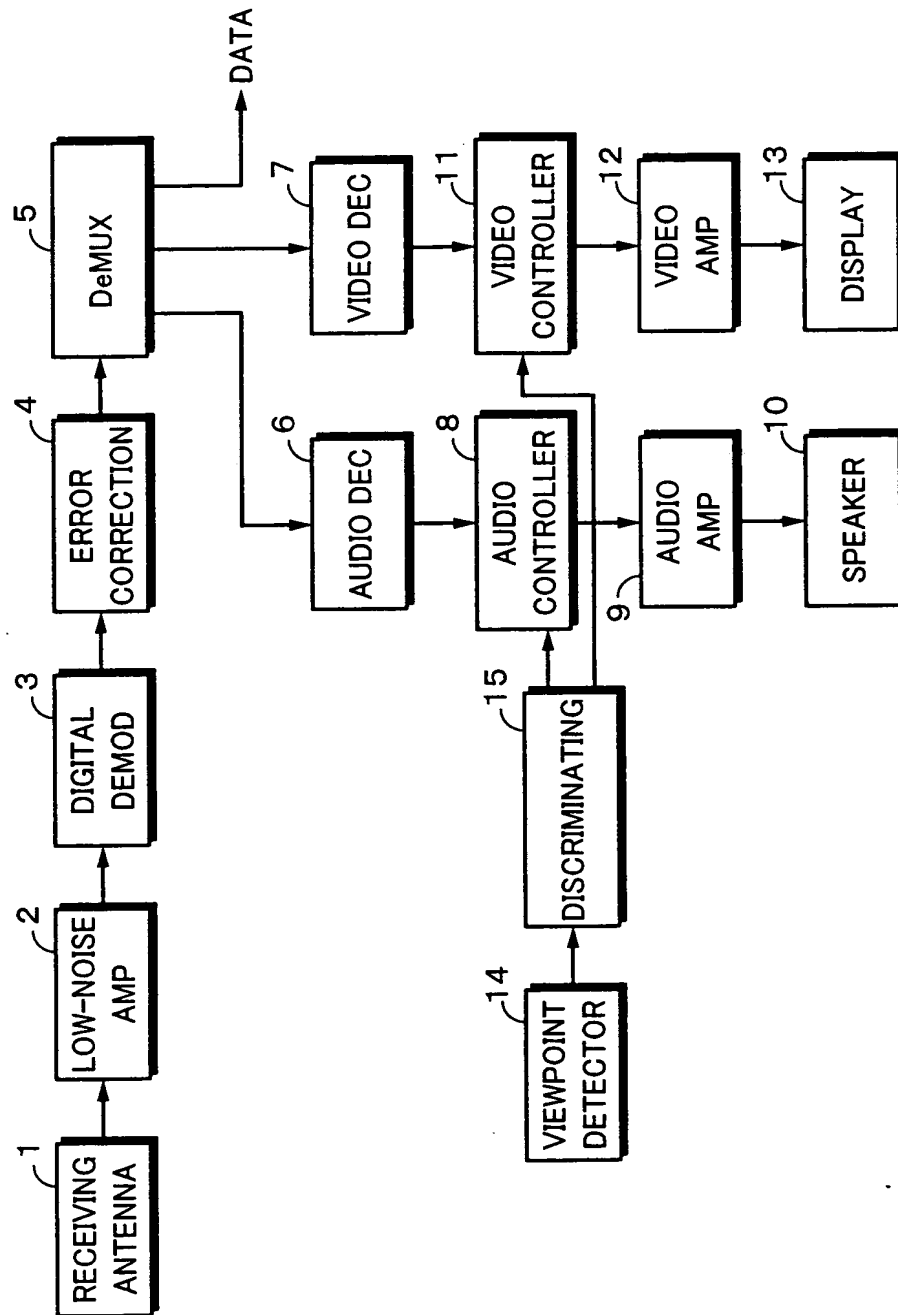 1
RECEIVING
ANTENNA
2
LOW-NOISE
AMP
3
DIGITAL
DEMOD
4
ERROR
CORRECTION
5
DeMUX
DATA
6
AUDIO DEC
7
VIDEO DEC
8
AUDIO
CONTROLLER
11
VIDEO
CONTROLLER
9
AUDIO
AMP
12
VIDEO
AMP
10
SPEAKER
13
DISPLAY
14
VIEWPOINT
DETECTOR
15
DISCRIMINATING